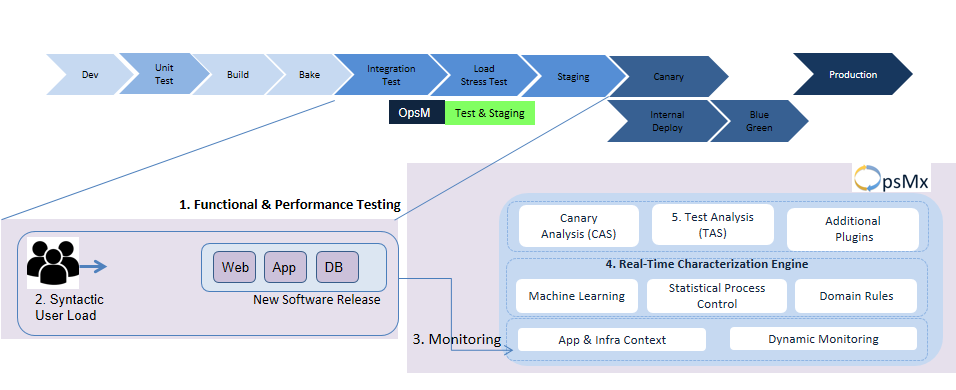 Dev
Unit
Test
Build
Bake
Integration
Test
Load
Stress Test
Staging
Canary
Production
OpsM
Test & Staging
Internal
Deploy
Blue
Green
OpsMx
1. Functional & Performance Testing
Canary
Analysis (CAS)
5. Test Analysis
(TAS)
Additional
Plugins
Web
App
DB
4. Real-Time Characterization Engine
2. Syntactic
User Load
New Software Release
Machine Learning
Statistical Process
Control
Domain Rules
3. Monitoring
App & Infra Context
Dynamic Monitoring